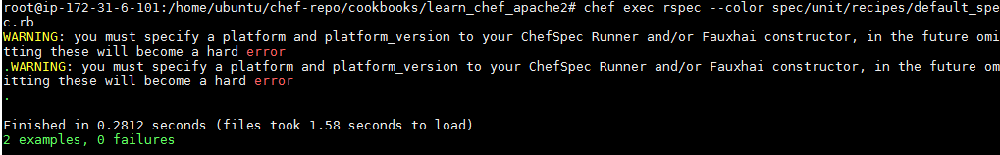 root@ip-172-31-6-101:/home/ubuntu/chef-repo/cookbooks/learn_chef_apache2# chef exec rspec --color spec/unit/recipes/default_spe
c.rb
WARNING: you must specify a platform and platform_version to your ChefSpec Runner and/or Fauxhai constructor, in the future omi
tting these will become a hard error
.WARNING: you must specify a platform and platform_version to your ChefSpec Runner and/or Fauxhai constructor, in the future om
itting these will become a hard error
.
Finished in 0.2812 seconds (files took 1.58 seconds to load)
2 examples, 0 failures